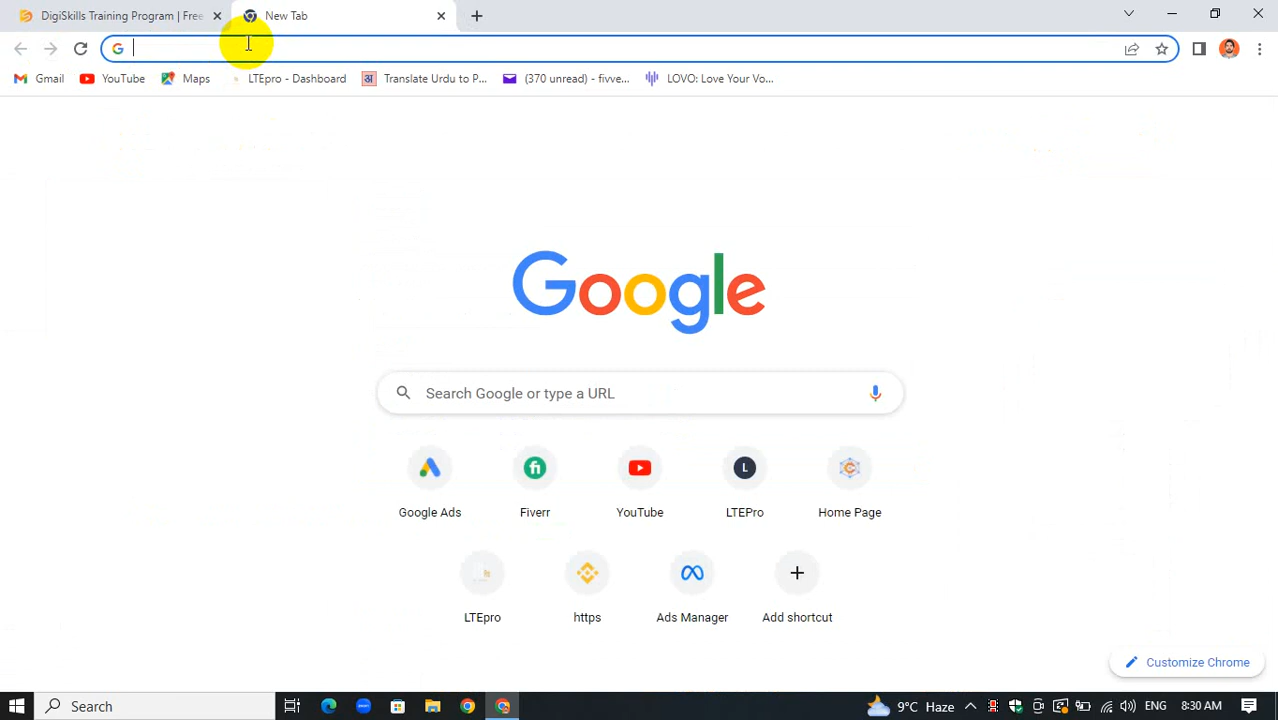 DigiSkills Training Program | Free
New Tab
Gmail
YouTube
Maps
LTEpro - Dashboard
Translate Urdu to P...
(370 unread) - fivve...
LOVO: Love Your Vo...
Google
Search Google or type a URL
Google Ads
Fiverr
YouTube
LTEPro
Home Page
LTEpro
https
Ads Manager
Add shortcut
Customize Chrome
Search
9°C Haze
ENG
8:30 AM